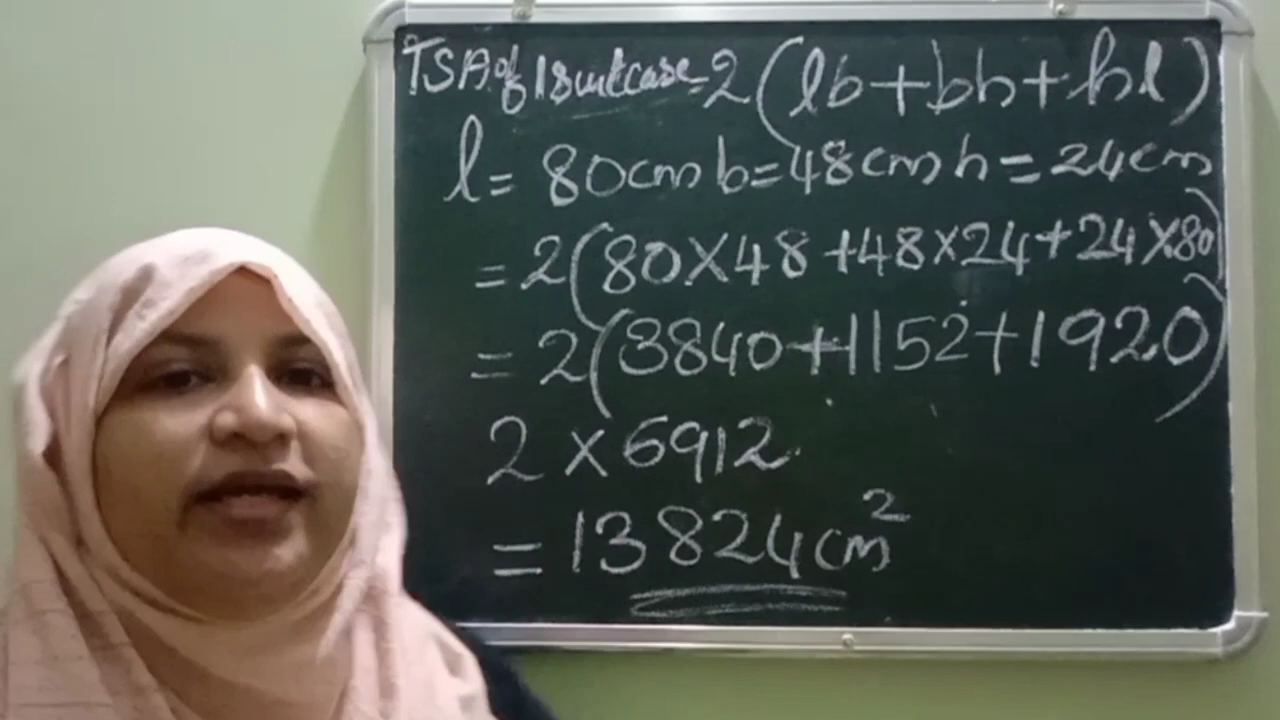 TSA of 1 suitcase = 2(lb+bh+hl)
l = 80cm b=48cm h=24cm
= 2(80×48+48×24+24×80)
= 2(3840+1152+1920)
2×6912
= 13824cm²